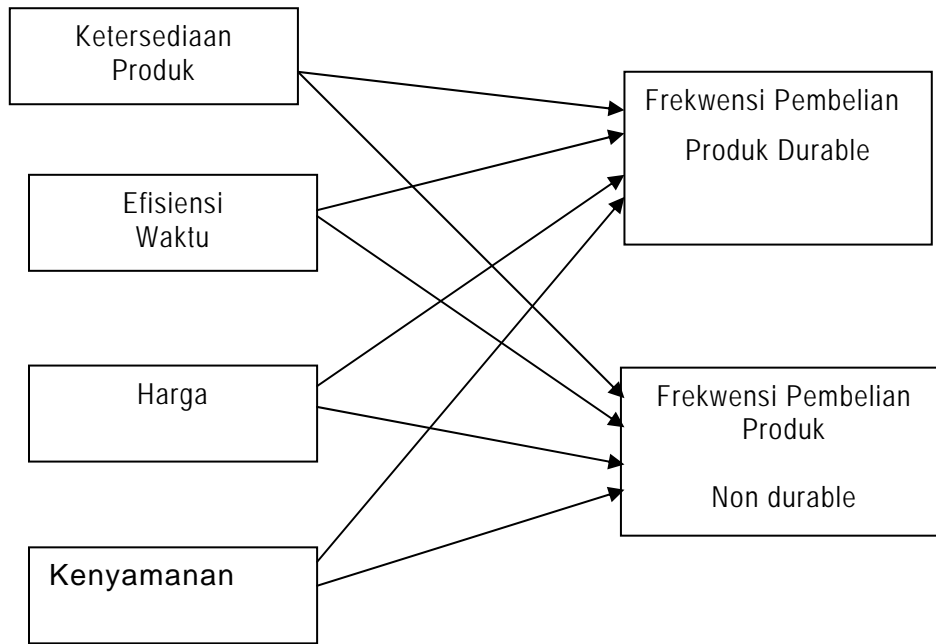 Ketersediaan
Produk
Frekwensi Pembelian
Produk Durable
Efisiensi
Waktu
Harga
Frekwensi Pembelian
Produk
Non durable
Kenyamanan